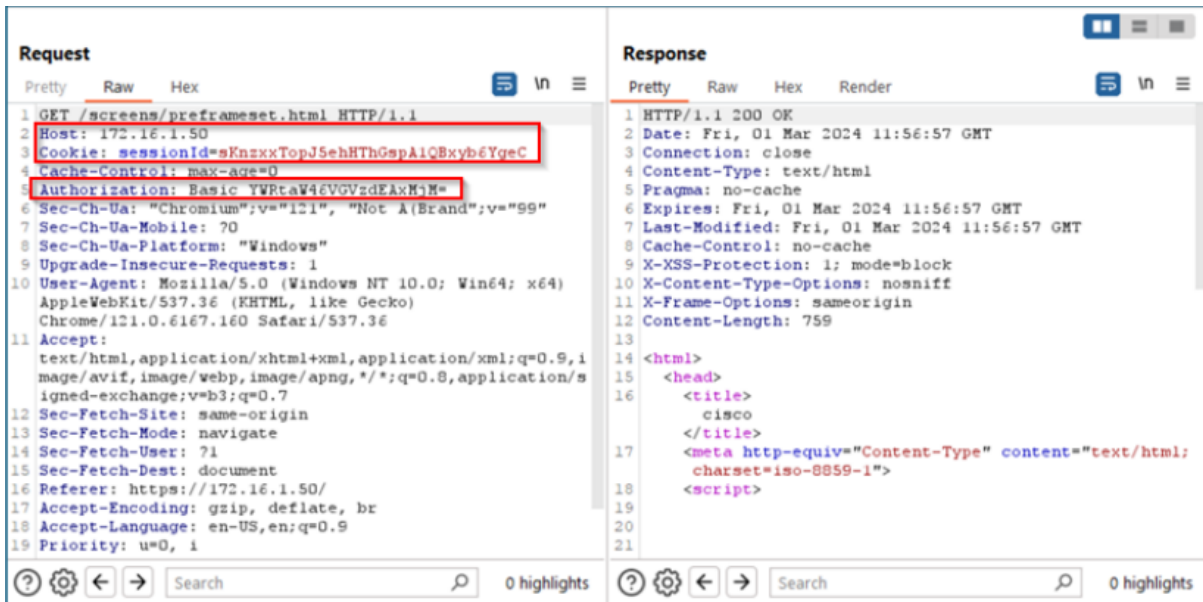 Request
Pretty Raw Hex \n
1 GET /screens/preframeset.html HTTP/1.1
2 Host: 172.16.1.50
3 Cookie: sessionId=sKnzxxTopJ5ehHThGspA1QBxyb6YgeC
4 Cache-Control: max-age=0
5 Authorization: Basic YWRtaW46VGVzdEAxMjM=
6 Sec-Ch-Ua: "Chromium";v="121", "Not A(Brand";v="99"
7 Sec-Ch-Ua-Mobile: ?0
8 Sec-Ch-Ua-Platform: "Windows"
9 Upgrade-Insecure-Requests: 1
10 User-Agent: Mozilla/5.0 (Windows NT 10.0; Win64; x64)
AppleWebKit/537.36 (KHTML, like Gecko)
Chrome/121.0.6167.160 Safari/537.36
11 Accept:
text/html,application/xhtml+xml,application/xml;q=0.9,i
mage/avif,image/webp,image/apng,*/*;q=0.8,application/s
igned-exchange;v=b3;q=0.7
12 Sec-Fetch-Site: same-origin
13 Sec-Fetch-Mode: navigate
14 Sec-Fetch-User: ?1
15 Sec-Fetch-Dest: document
16 Referer: https://172.16.1.50/
17 Accept-Encoding: gzip, deflate, br
18 Accept-Language: en-US,en;q=0.9
19 Priority: u=0, i
Search 0 highlights
Response
Pretty Raw Hex Render \n
1 HTTP/1.1 200 OK
2 Date: Fri, 01 Mar 2024 11:56:57 GMT
3 Connection: close
4 Content-Type: text/html
5 Pragma: no-cache
6 Expires: Fri, 01 Mar 2024 11:56:57 GMT
7 Last-Modified: Fri, 01 Mar 2024 11:56:57 GMT
8 Cache-Control: no-cache
9 X-XSS-Protection: 1; mode=block
10 X-Content-Type-Options: nosniff
11 X-Frame-Options: sameorigin
12 Content-Length: 759
13
14 <html>
15 <head>
16 <title>
cisco
</title>
17 <meta http-equiv="Content-Type" content="text/html;
charset=iso-8859-1">
18 <script>
19
20
21
Search 0 highlights